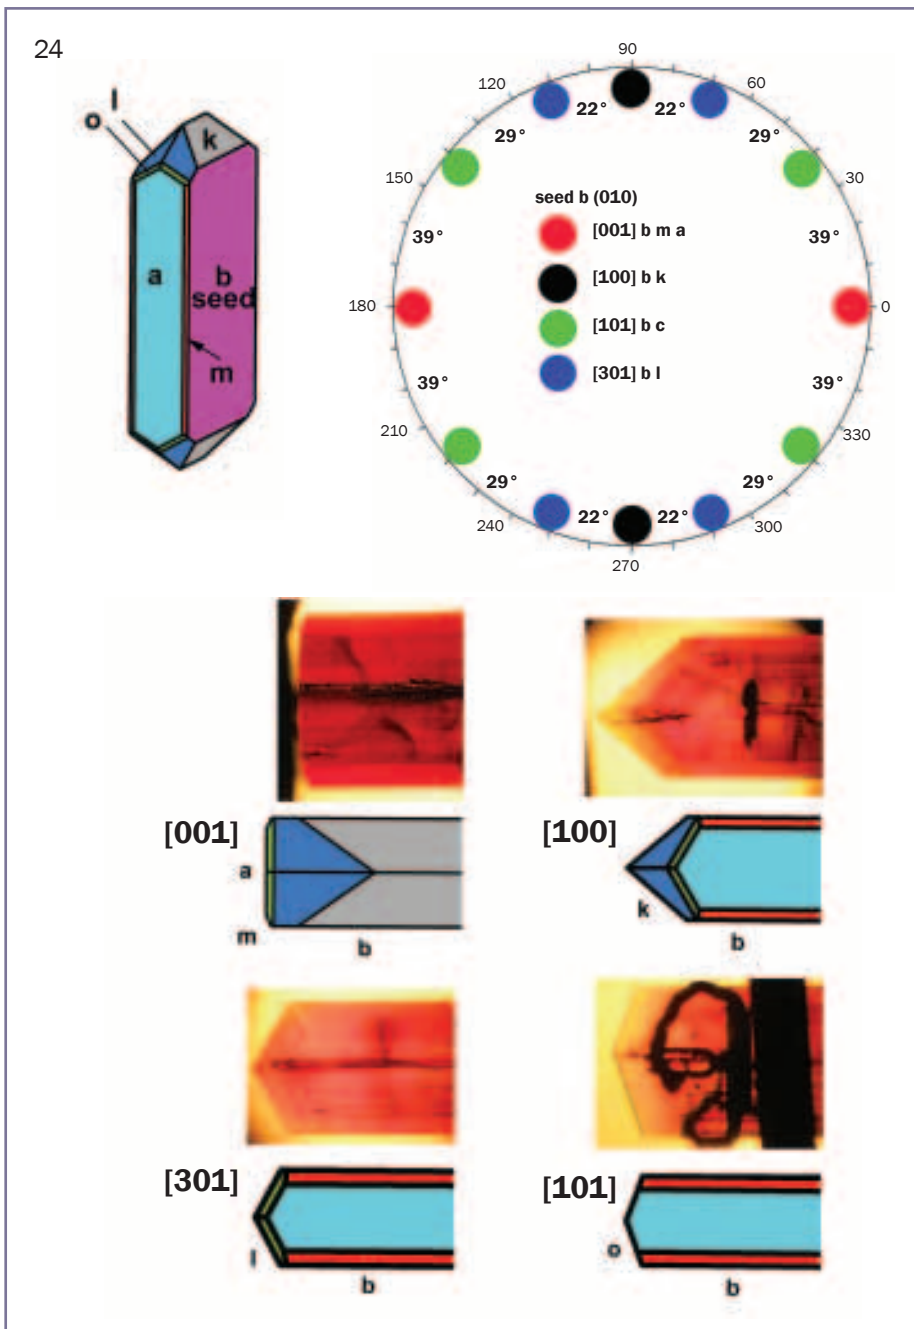 24
l
o
k
a
b
seed
m
90
120
60
22°
22°
29°
29°
150
30
seed b (010)
[001] b m a
39°
39°
[100] b k
180
0
[101] b c
[301] b l
39°
39°
210
330
29°
29°
240
22°
22°
300
270
[001]
a
m
b
[100]
k
b
[301]
l
b
[101]
o
b